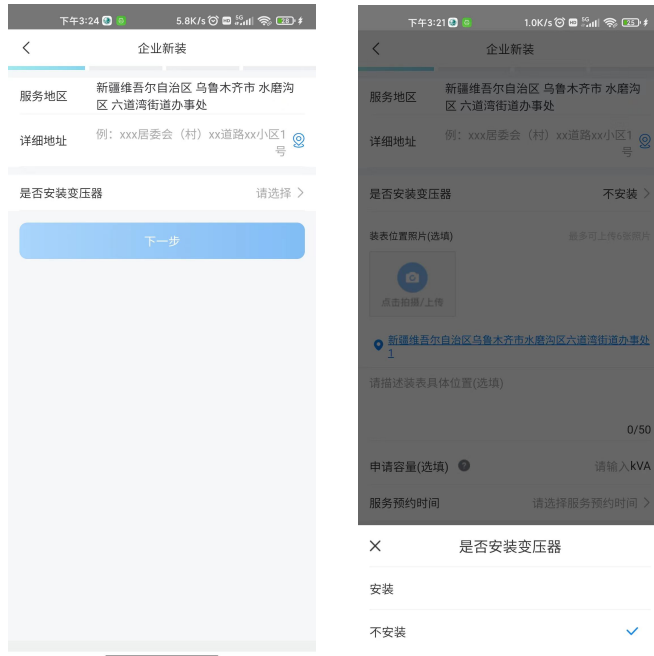 下午3:24
5.8K/s
5G
28
企业新装
服务地区
新疆维吾尔自治区 乌鲁木齐市 水磨沟
区 六道湾街道办事处
详细地址
例：xxx居委会（村）xx道路xx小区1
号
是否安装变压器
请选择
下一步
下午3:21
1.0K/s
5G
25
企业新装
服务地区
新疆维吾尔自治区 乌鲁木齐市 水磨沟
区 六道湾街道办事处
详细地址
例：xxx居委会（村）xx道路xx小区1
号
是否安装变压器
不安装
装表位置照片(选填)
最多可上传6张照片
点击拍摄/上传
新疆维吾尔自治区乌鲁木齐市水磨沟区六道湾街道办事处
1
请描述装表具体位置(选填)
0/50
申请容量(选填)
?
请输入kVA
服务预约时间
请选择服务预约时间
是否安装变压器
安装
不安装